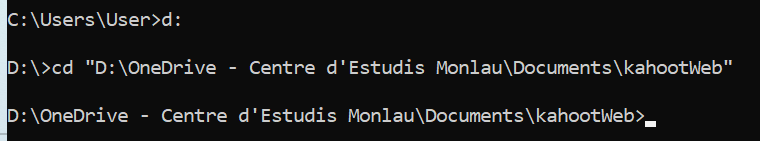 C:\Users\User>d:
D:\>cd "D:\OneDrive - Centre d'Estudis Monlau\Documents\kahootWeb"
D:\OneDrive - Centre d'Estudis Monlau\Documents\kahootWeb>